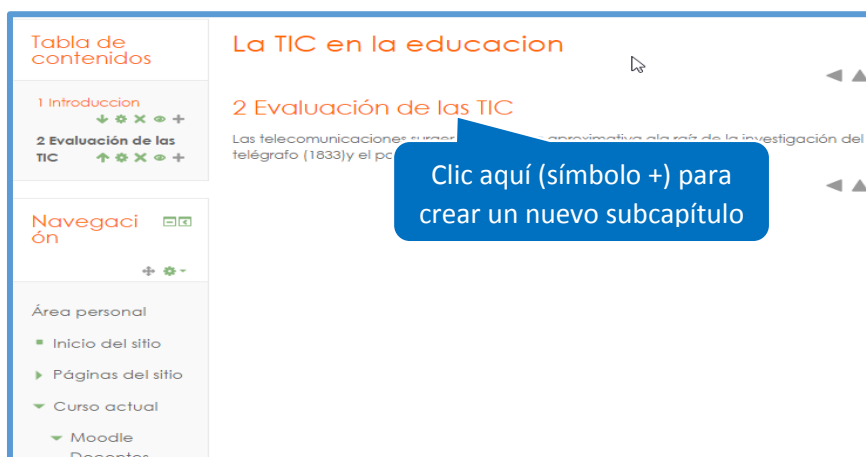 Tabla de
contenidos
1 Introduccion
2 Evaluación de las
TIC
Navegaci
ón
Área personal
Inicio del sitio
Páginas del sitio
Curso actual
Moodle
Docentes
La TIC en la educacion
2 Evaluación de las TIC
Las telecomunicaciones surgen aproximativa ala raíz de la investigación del
telégrafo (1833)y el
Clic aquí (símbolo +) para
crear un nuevo subcapítulo